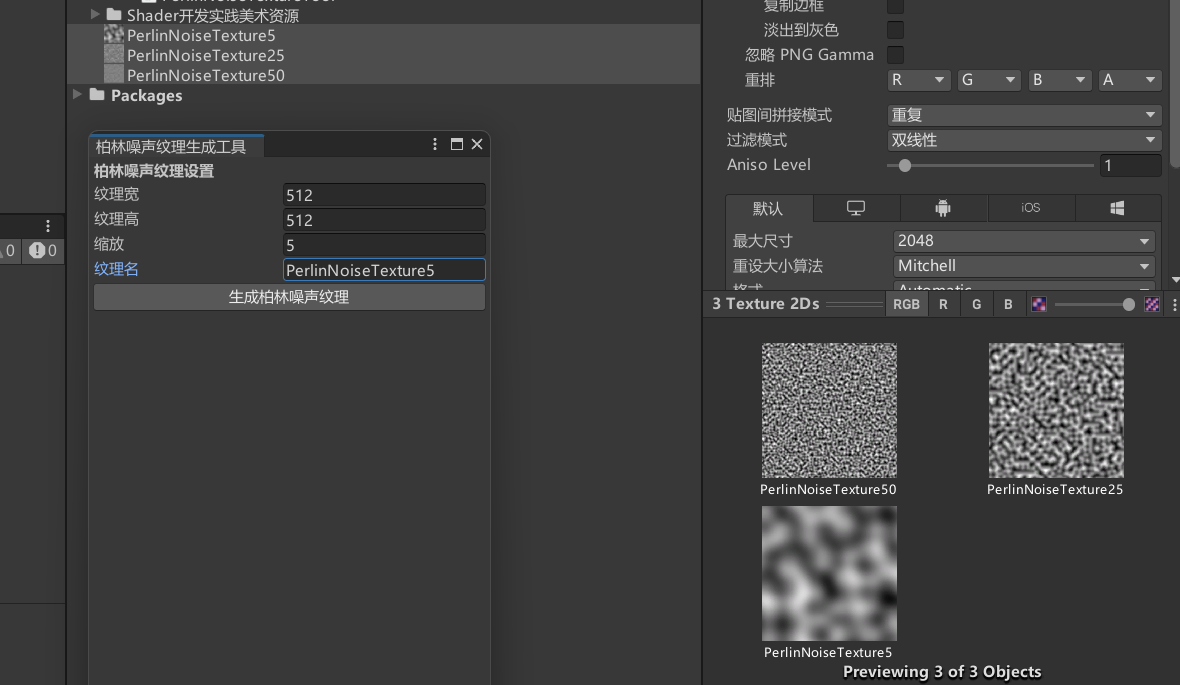 Shader开发实践美术资源
PerlinNoiseTexture5
PerlinNoiseTexture25
PerlinNoiseTexture50
Packages
柏林噪声纹理生成工具
柏林噪声纹理设置
纹理宽 512
纹理高 512
缩放 5
纹理名 PerlinNoiseTexture5
生成柏林噪声纹理
0 0
复制边框
淡出到灰色
忽略 PNG Gamma
重排 R G B A
贴图间拼接模式 重复
过滤模式 双线性
Aniso Level 1
默认 iOS
最大尺寸 2048
重设大小算法 Mitchell
格式 Automatic
3 Texture 2Ds RGB R G B
PerlinNoiseTexture50 PerlinNoiseTexture25
PerlinNoiseTexture5
Previewing 3 of 3 Objects